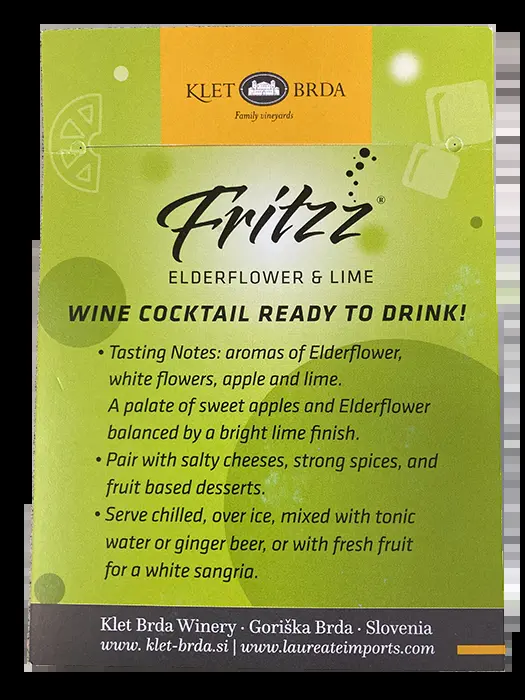 KLET BRDA
Family vineyards
Fritzz®
ELDERFLOWER & LIME
WINE COCKTAIL READY TO DRINK!
• Tasting Notes: aromas of Elderflower,
white flowers, apple and lime.
A palate of sweet apples and Elderflower
balanced by a bright lime finish.
• Pair with salty cheeses, strong spices, and
fruit based desserts.
• Serve chilled, over ice, mixed with tonic
water or ginger beer, or with fresh fruit
for a white sangria.
Klet Brda Winery · Goriška Brda · Slovenia
www. klet-brda.si | www.laureateimports.com